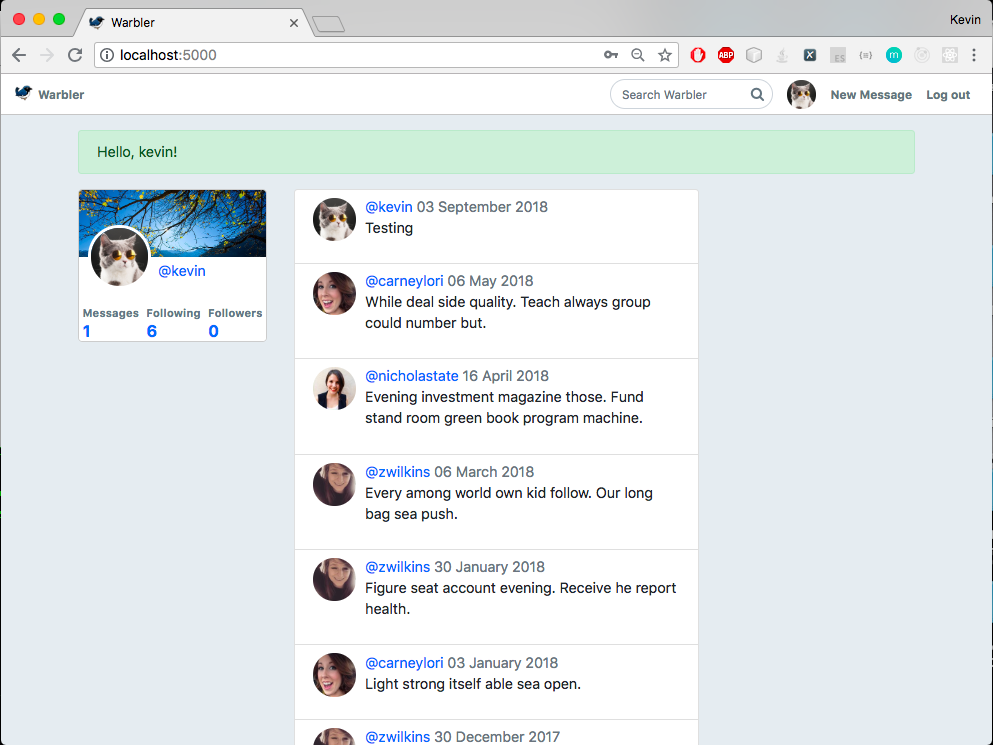 Warbler
Kevin
localhost:5000
ABP
X
ES
m
Warbler
Search Warbler
New Message
Log out
Hello, kevin!
@kevin
Messages Following Followers
1 6 0
@kevin 03 September 2018
Testing
@carneylori 06 May 2018
While deal side quality. Teach always group
could number but.
@nicholastate 16 April 2018
Evening investment magazine those. Fund
stand room green book program machine.
@zwilkins 06 March 2018
Every among world own kid follow. Our long
bag sea push.
@zwilkins 30 January 2018
Figure seat account evening. Receive he report
health.
@carneylori 03 January 2018
Light strong itself able sea open.
@zwilkins 30 December 2017